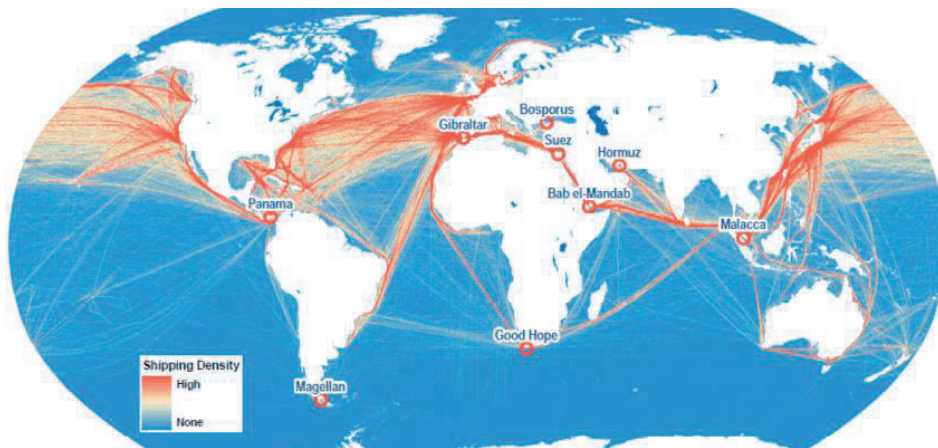 Bosporus
Gibraltar
Suez
Hormuz
Bab el-Mandab
Panama
Malacca
Good Hope
Magellan
Shipping Density
High
None